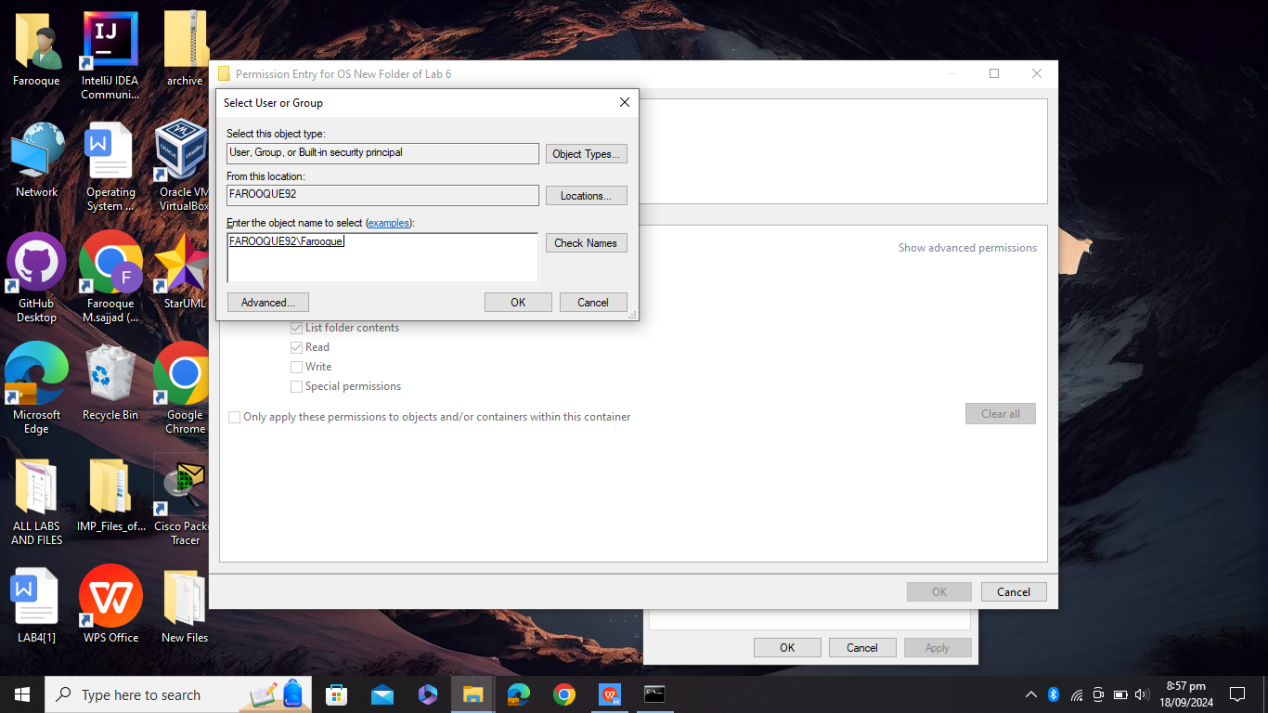 Farooque
IntelliJ IDEA
Communi...
archive
Network
Operating
System ...
Oracle VM
VirtualBox
GitHub
Desktop
Farooque
M.sajjad (...
F
StarUML
Microsoft
Edge
Recycle Bin
Google
Chrome
ALL LABS
AND FILES
IMP_Files_of...
Cisco Pack
Tracer
LAB4[1]
WPS Office
New Files
Permission Entry for OS New Folder of Lab 6
Select User or Group
Select this object type:
User, Group, or Built-in security principal
Object Types...
From this location:
FAROOQUE92
Locations...
Enter the object name to select (examples):
FAROOQUE92\Farooque
Check Names
Advanced...
OK
Cancel
Show advanced permissions
List folder contents
Read
Write
Special permissions
Only apply these permissions to objects and/or containers within this container
Clear all
OK
Cancel
OK
Cancel
Apply
Type here to search
8:57 pm
18/09/2024